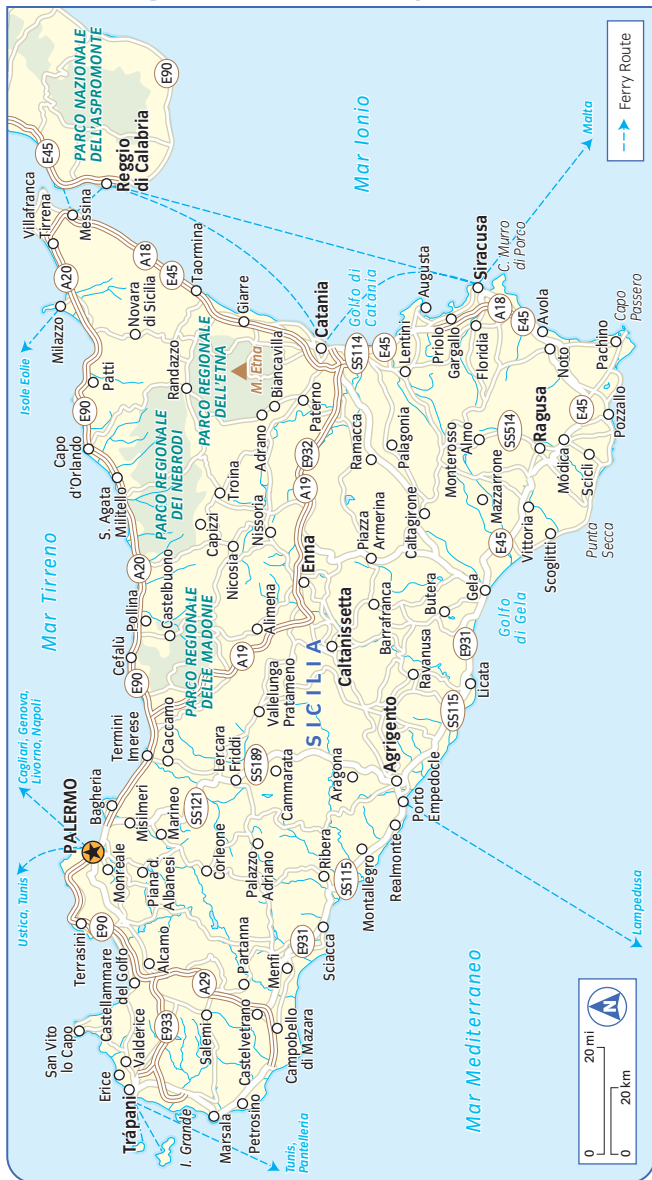 Mar Tirreno
Mar Ionio
Mar Mediterraneo
SICILIA
Cagliari, Genova,
Livorno, Napoli
Ustica, Tunis
Isole Eolie
Tunis,
Pantelleria
Lampedusa
Malta
Golfo di
Catània
Golfo
di Gela
PARCO NAZIONALE
DELL'ASPROMONTE
PARCO REGIONALE
DELL'ETNA
M. Etna
PARCO REGIONALE
DEI NEBRODI
PARCO REGIONALE
DELLE MADONIE
San Vito
lo Capo
Erice
Valderice
Trápani
I. Grande
Marsala
Petrosino
Castellammare
del Golfo
Alcamo
Salemi
Castelvetrano
Campobello
di Mazara
Partanna
Menfi
Sciacca
Terrasini
PALERMO
Monreale
Bagheria
Misilmeri
Marineo
Piana d.
Albanesi
Corleone
Palazzo
Adriano
Ribera
Montallegro
Realmonte
Porto
Empedocle
Agrigento
Aragona
Cammarata
Lercara
Friddi
Vallelunga
Pratameno
Termini
Imerese
Caccamo
Cefalù
Pollina
Castelbuono
Alimena
Nicosia
Nissoria
Capizzi
Troina
Enna
Caltanissetta
Barrafranca
Ravanusa
Butera
Licata
Gela
Piazza
Armerina
Caltagirone
Ramacca
Palagonia
S. Agata
Militello
Capo
d'Orlando
Patti
Milazzo
Novara
di Sicilia
Randazzo
Villafranca
Tirrena
Messina
Reggio
di Calabria
Taormina
Giarre
Adrano
Biancavilla
Paterno
Catania
Lentini
Augusta
Priolo
Gargallo
Floridia
Siracusa
C. Murro
di Porco
Avola
Noto
Pachino
Capo
Passero
Pozzallo
Scicli
Módica
Ragusa
Monterosso
Almo
Mazzarrone
Vittoria
Scoglitti
Punta
Secca
E90
A29
E933
E931
SS115
SS121
SS189
E90
A19
A20
E90
A20
E45
E90
A18
E45
A19
E932
SS114
E45
A18
E45
SS514
E45
E45
E931
SS115
Ferry Route
N
0
20 mi
0
20 km